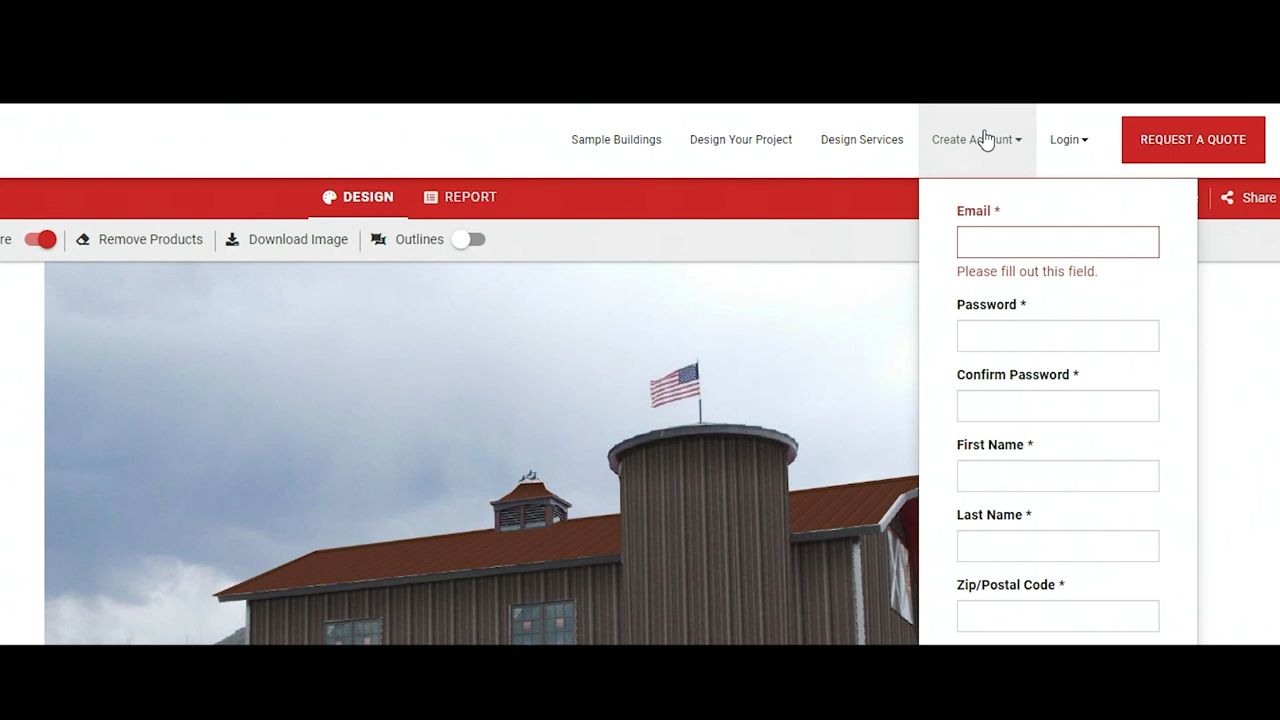 Sample Buildings Design Your Project Design Services Create Account Login REQUEST A QUOTE
DESIGN REPORT Share
re Remove Products Download Image Outlines
Email *
Please fill out this field.
Password *
Confirm Password *
First Name *
Last Name *
Zip/Postal Code *